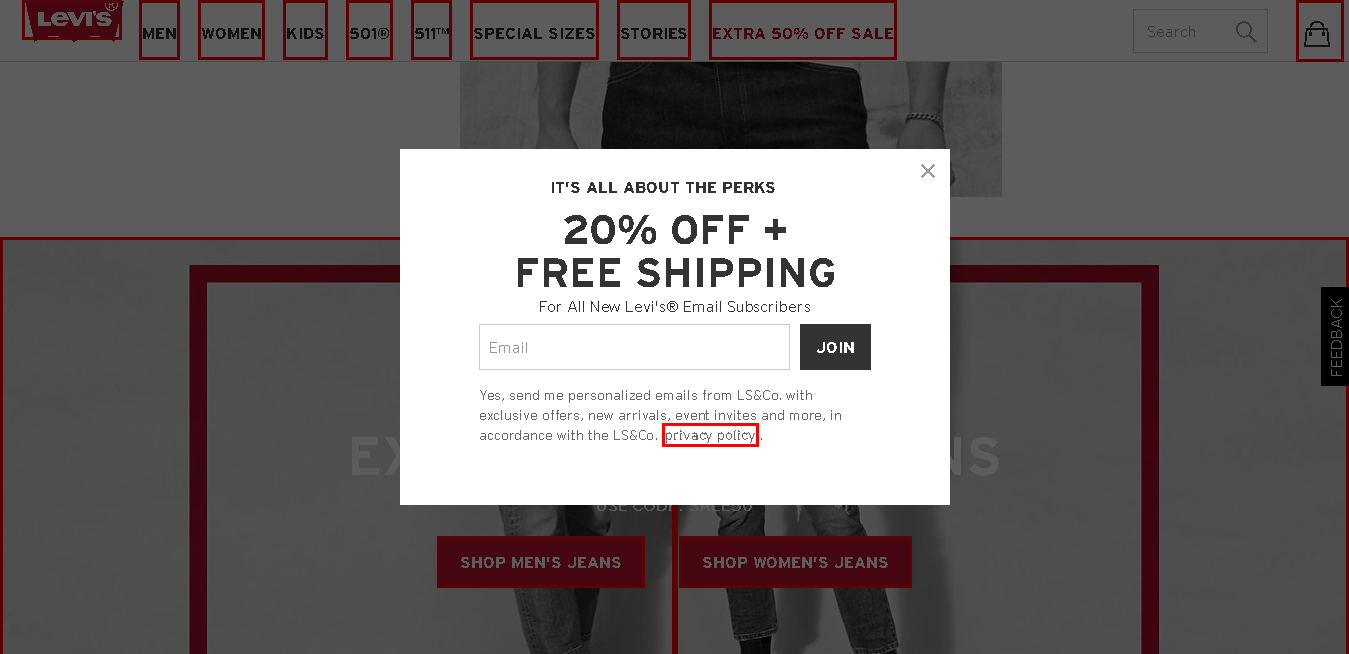 LEVI'S®
MEN WOMEN KIDS 501® 511™ SPECIAL SIZES STORIES EXTRA 50% OFF SALE Search
IT'S ALL ABOUT THE PERKS
20% OFF +
FREE SHIPPING
For All New Levi's® Email Subscribers
Email JOIN
Yes, send me personalized emails from LS&Co. with
exclusive offers, new arrivals, event invites and more, in
accordance with the LS&Co. privacy policy.
USE CODE: SALE50
SHOP MEN'S JEANS SHOP WOMEN'S JEANS
FEEDBACK